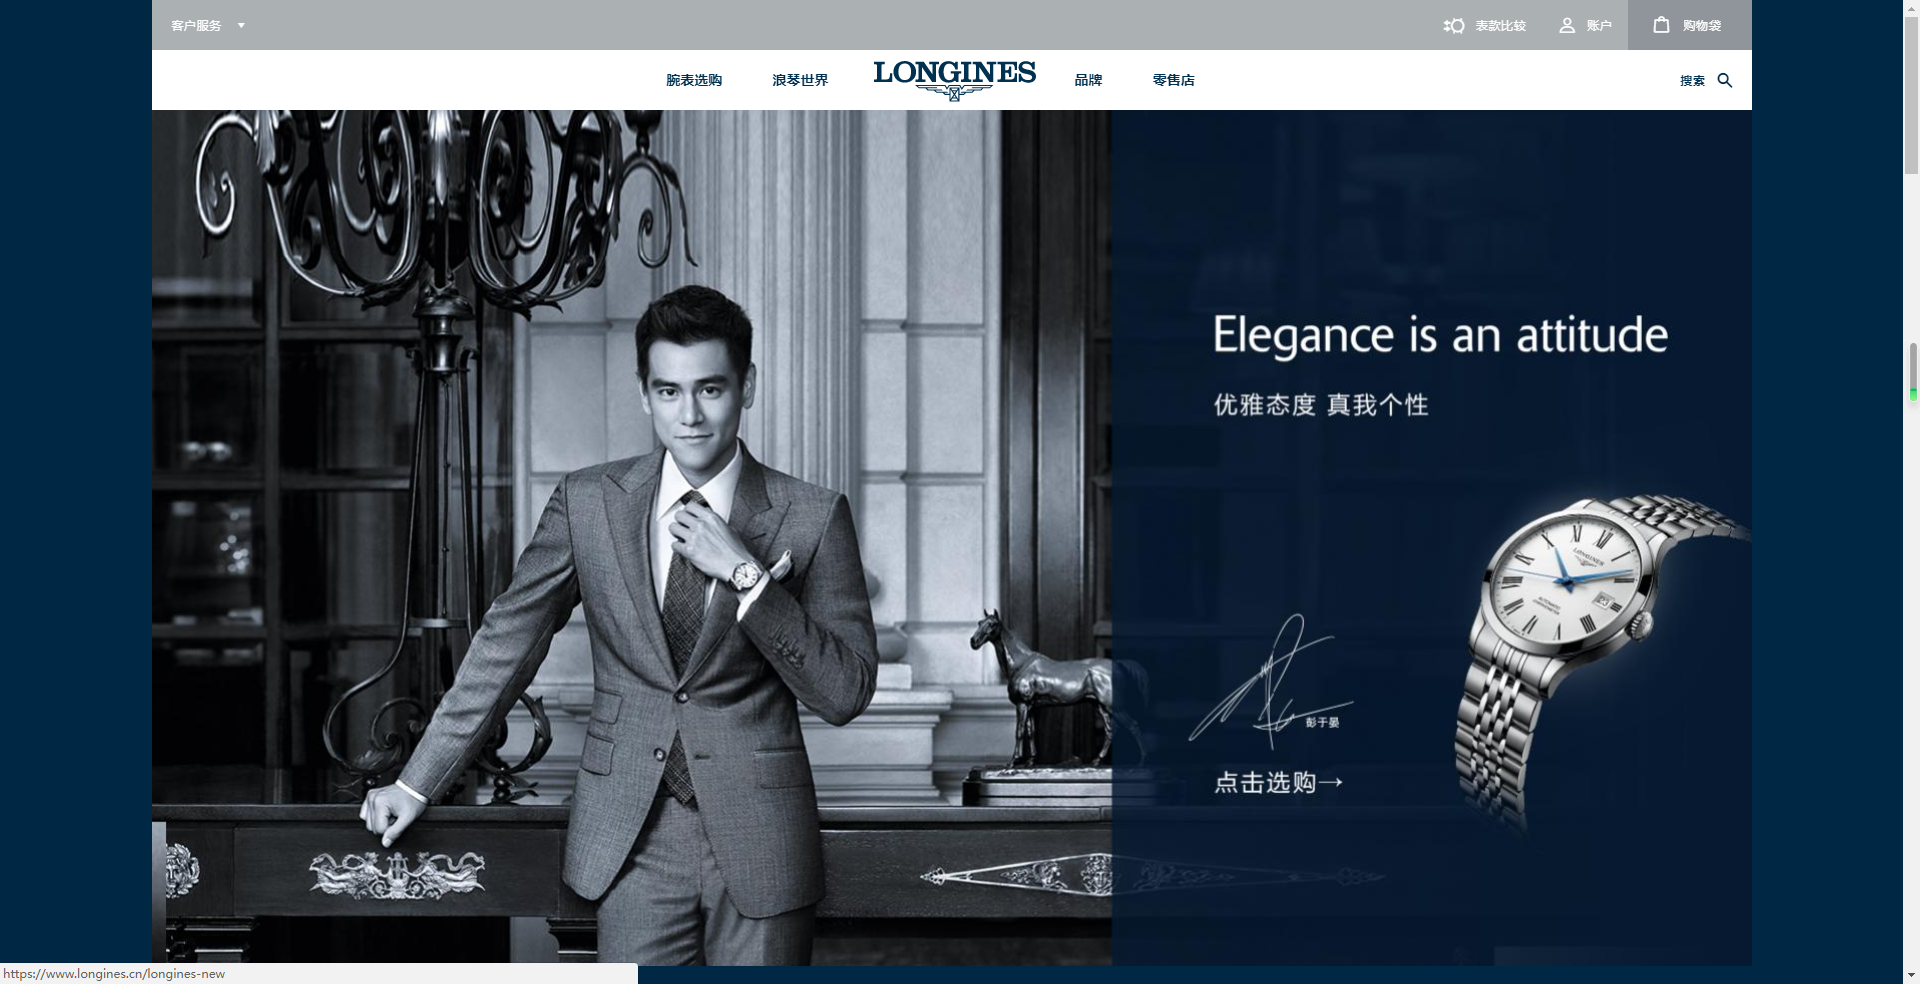 客户服务
表款比较
账户
购物袋
腕表选购
浪琴世界
LONGINES
品牌
零售店
搜索
Elegance is an attitude
优雅态度 真我个性
LONGINES
AUTOMATIC
彭于晏
点击选购→
https://www.longines.cn/longines-new